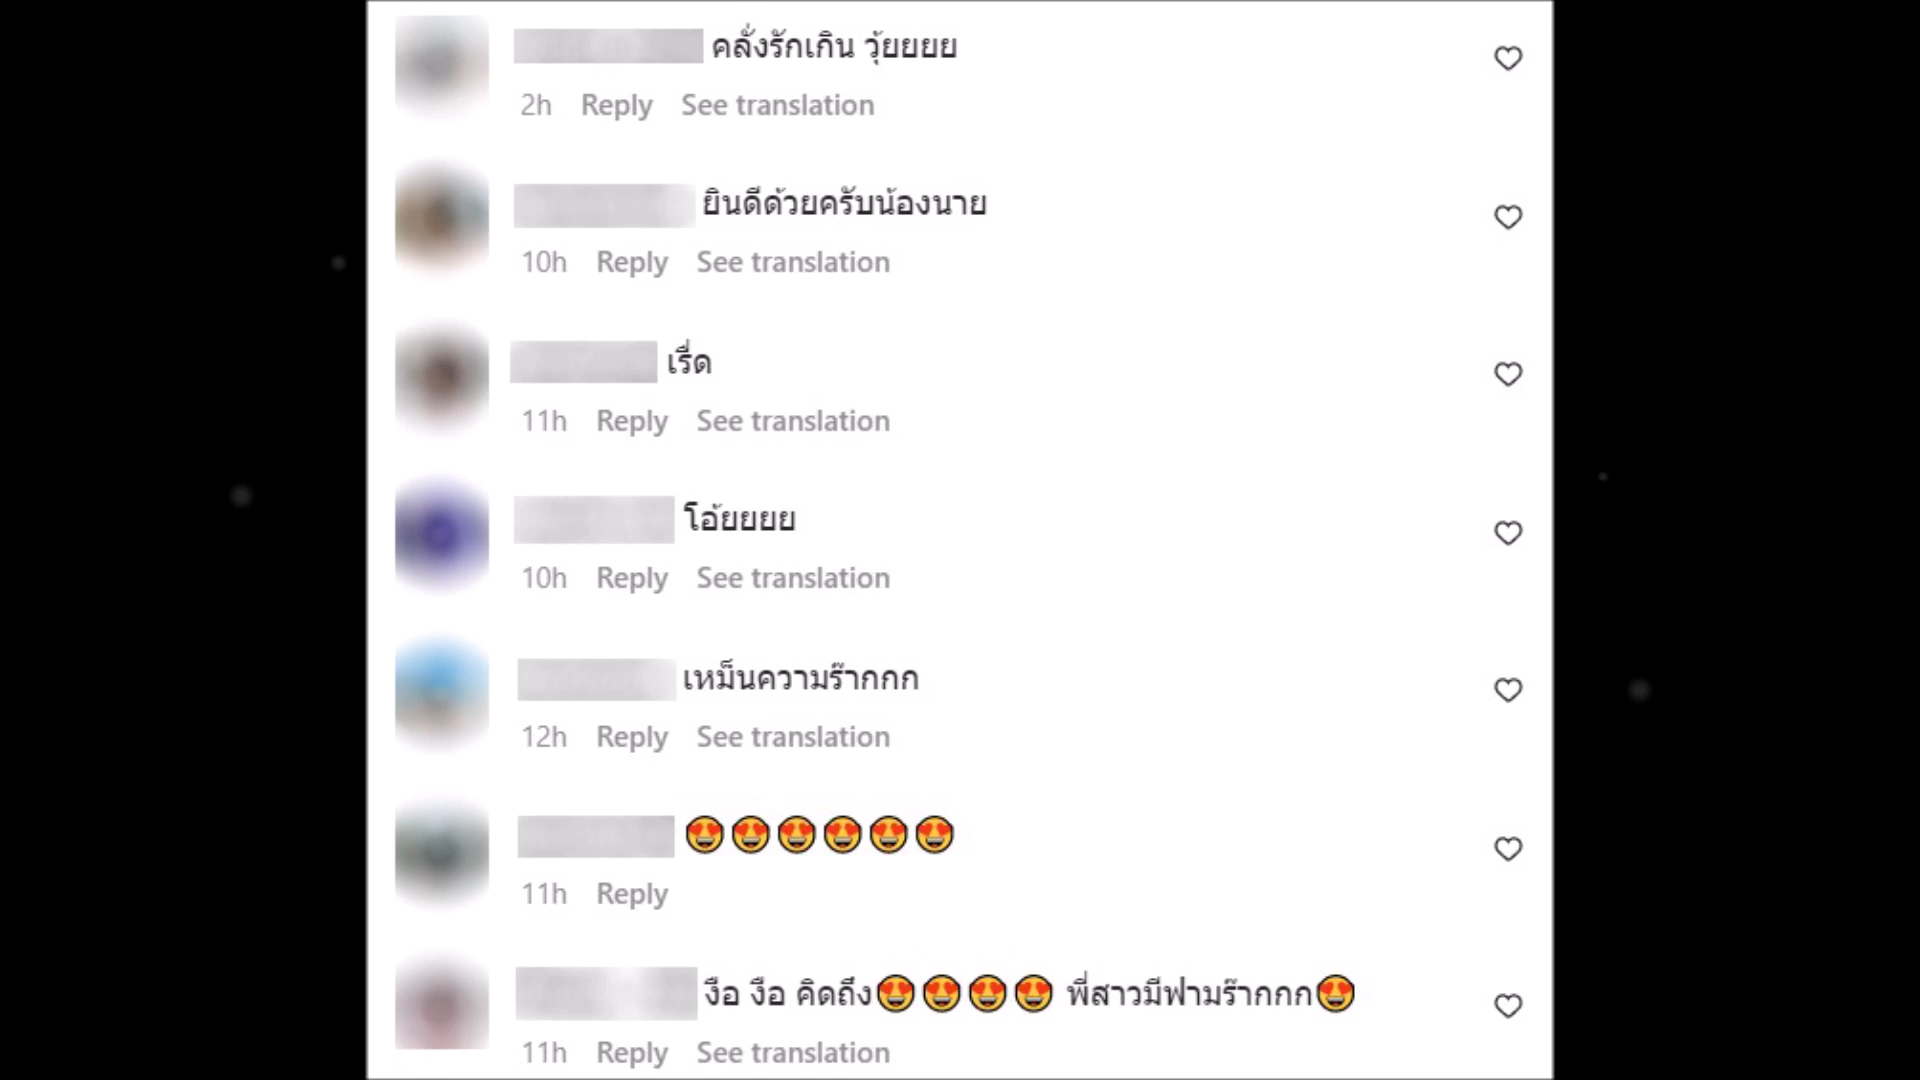 คลั่งรักเกิน วุ้ยยยย
2h Reply See translation
ยินดีด้วยครับน้องนาย
10h Reply See translation
เริ่ด
11h Reply See translation
โอ้ยยยย
10h Reply See translation
เหม็นความร๊ากกก
12h Reply See translation
😍😍😍😍😍😍
11h Reply
งือ งือ คิดถึง😍😍😍😍 พี่สาวมีฟามร๊ากกก😍
11h Reply See translation